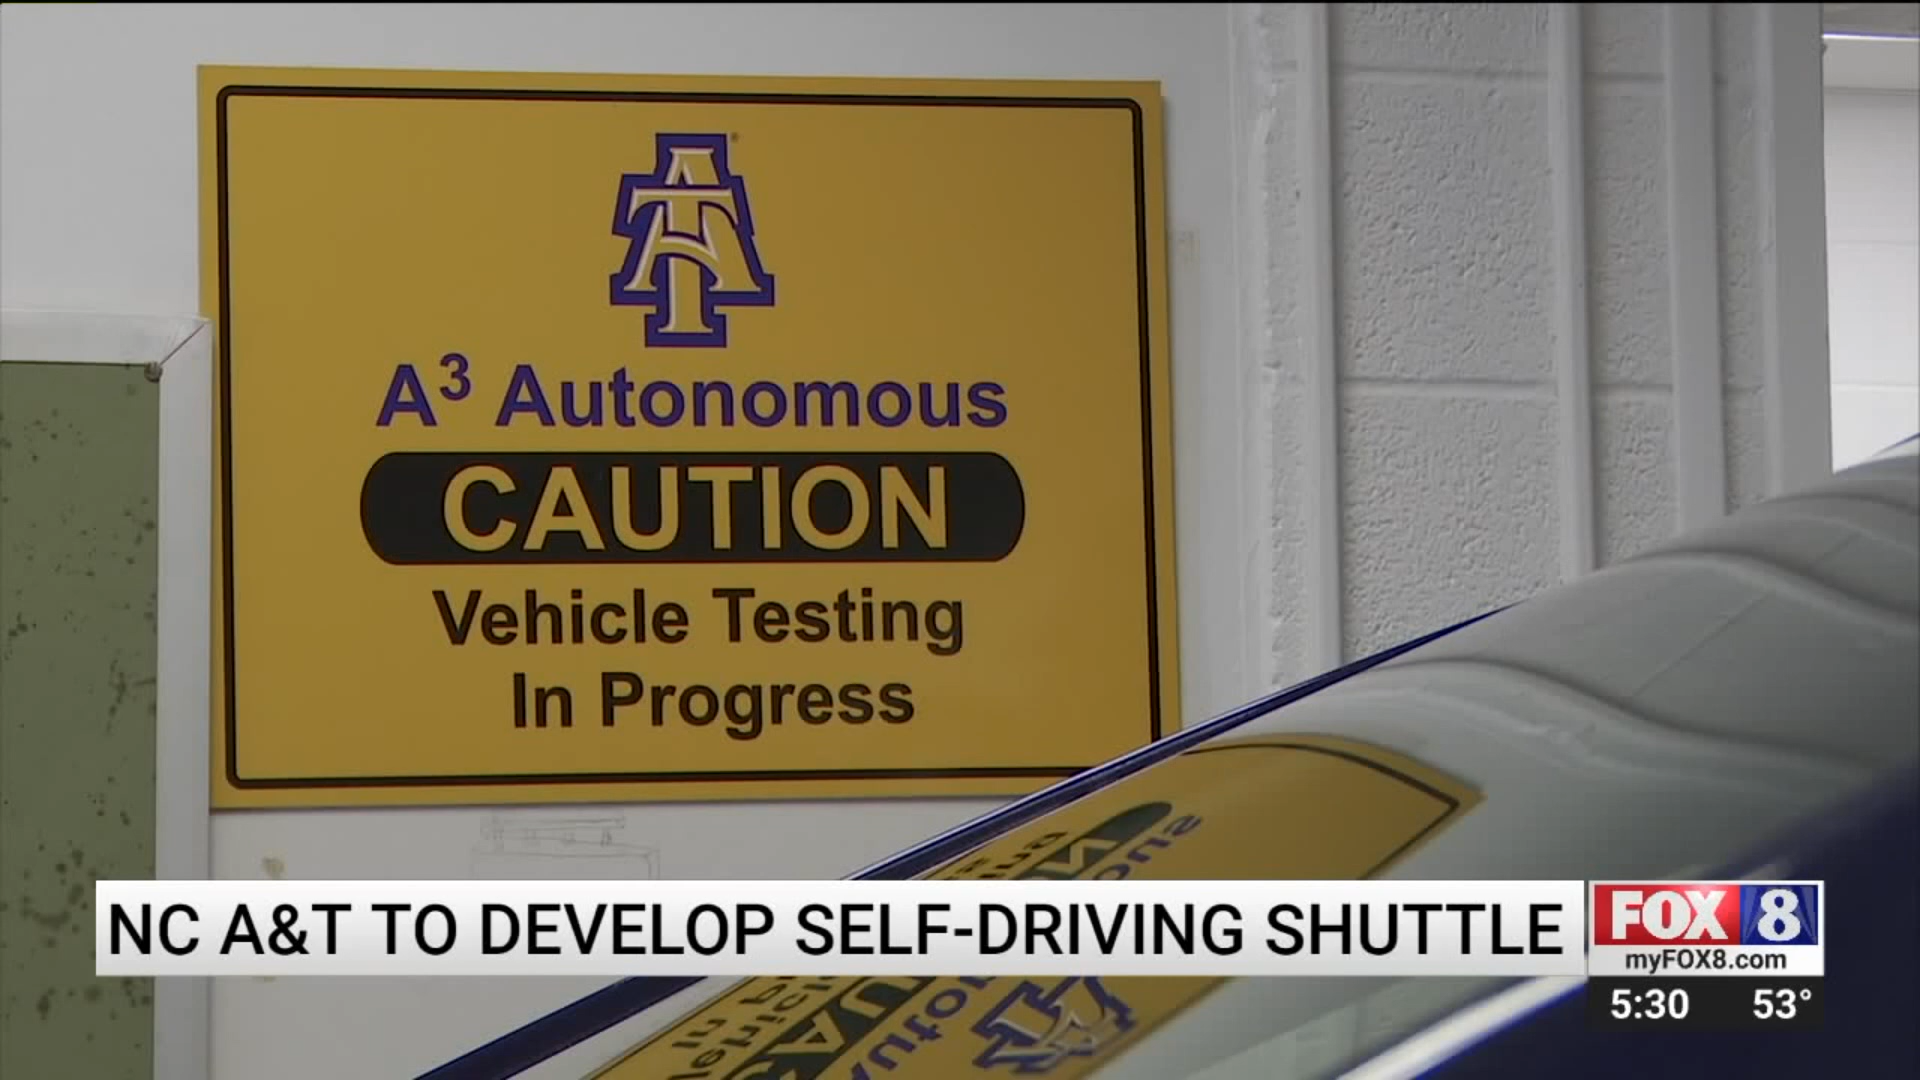 A³ Autonomous
CAUTION
Vehicle Testing
In Progress
NC A&T TO DEVELOP SELF-DRIVING SHUTTLE
FOX 8
myFOX8.com
5:30 53°